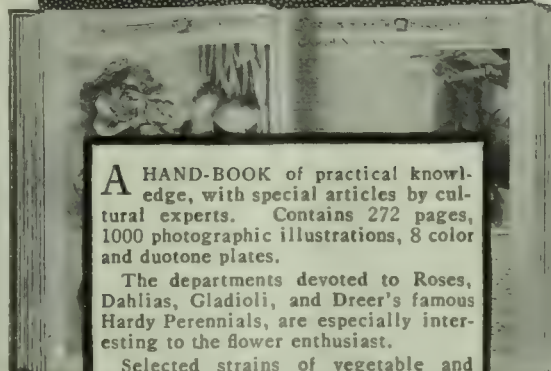 A HAND-BOOK of practical knowl-
edge, with special articles by cul-
tural experts. Contains 272 pages,
1000 photographic illustrations, 8 color
and duotone plates.
The departments devoted to Roses,
Dahlias, Gladioli, and Dreer's famous
Hardy Perennials, are especially inter-
esting to the flower enthusiast.
Selected strains of vegetable and